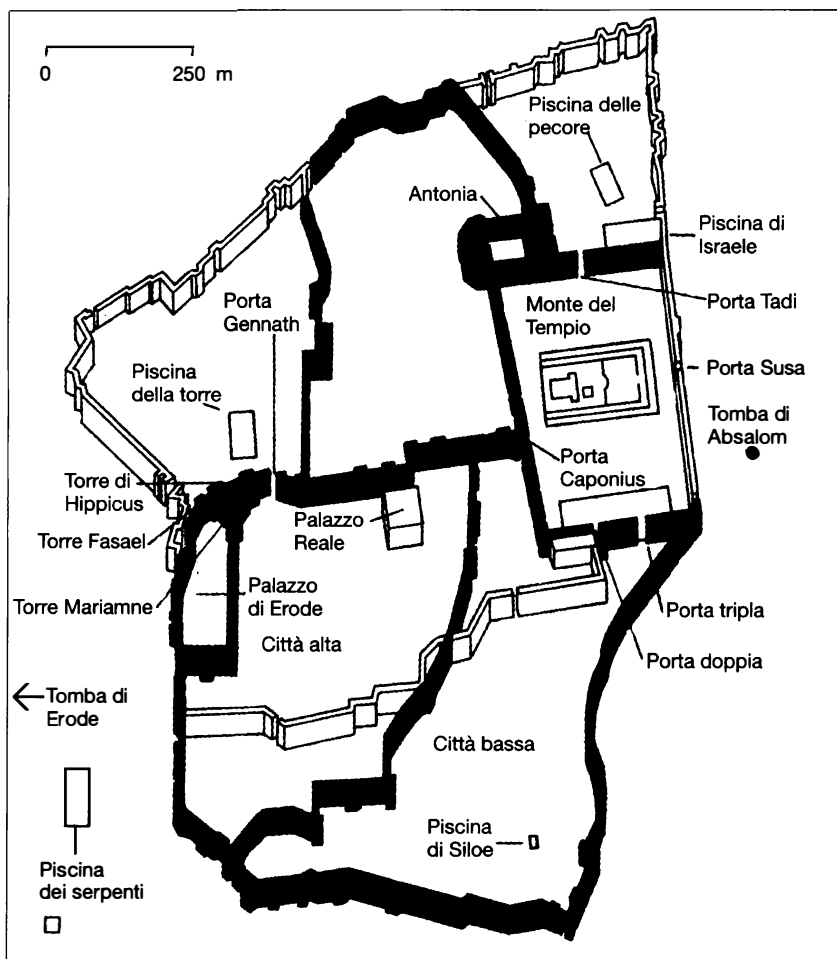 0 250 m
Piscina delle
pecore
Antonia
Piscina di
Israele
Porta
Gennath
Monte del
Tempio
Porta Tadi
Piscina
della torre
Porta Susa
Tomba di
Absalom
Torre di
Hippicus
Porta
Caponius
Torre Fasael
Palazzo
Reale
Torre Mariamne
Palazzo
di Erode
Porta tripla
Città alta
Porta doppia
Tomba di
Erode
Città bassa
Piscina
di Siloe
Piscina
dei serpenti